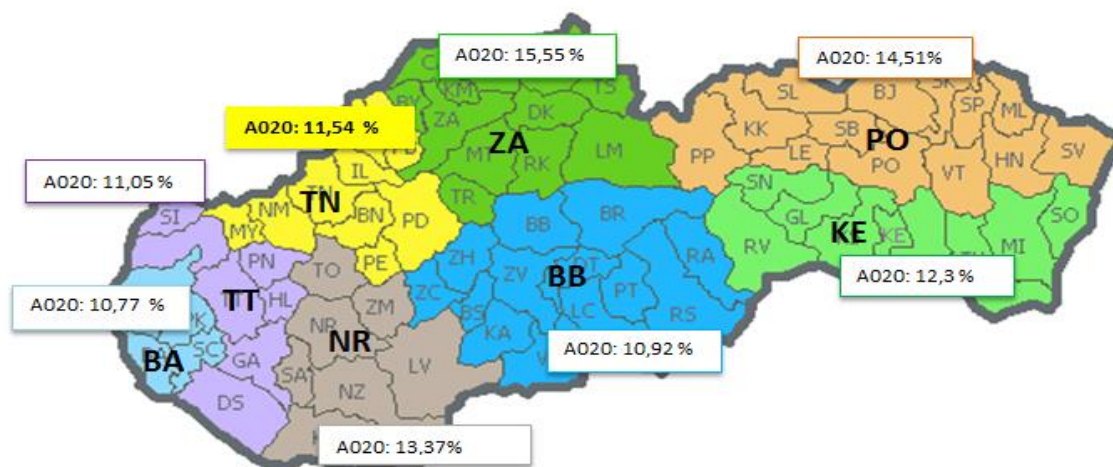 A020: 15,55 %
A020: 14,51%
A020: 11,54 %
A020: 11,05 %
A020: 10,77 %
A020: 12,3 %
A020: 10,92 %
A020: 13,37%
KM
TS
DK
ZA
MT
RK
LM
TR
ZA
SL
BJ
SP
ML
KK
SB
PP
LE
PO
PO
VT
HN
SV
IL
TN
NM
MY
BN
PD
PE
SI
PN
TT
HL
GA
DS
SC
BA
TO
ZM
NR
NR
SA
NZ
LV
BB
BR
ZH
ZV
ZC
BS
KA
BB
LC
PT
RA
RS
SN
GL
RV
KE
KE
MI
SO